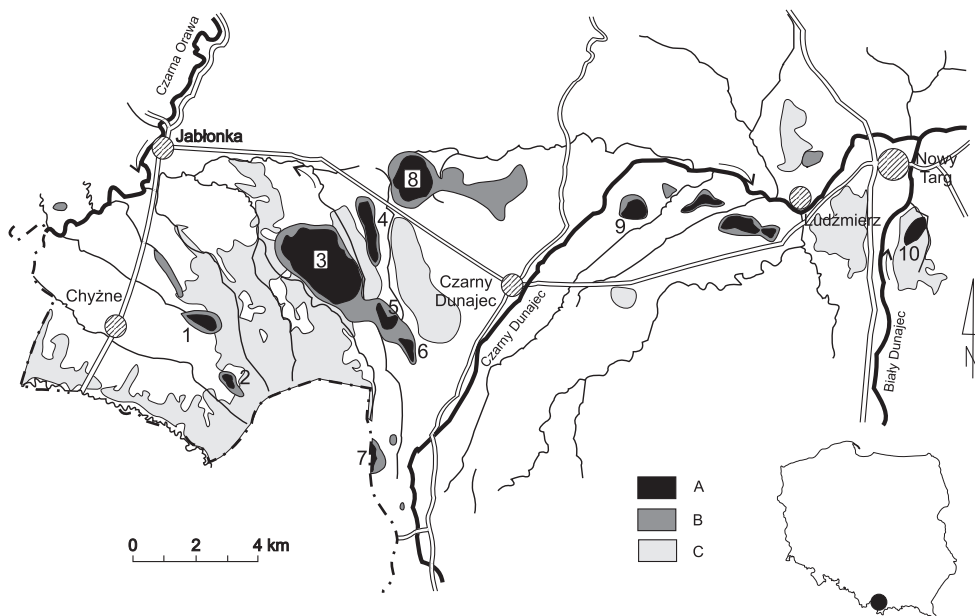 Czarna Orawa
Jabłonka
8
Nowy
Targ
4
9
Ludźmierz
3
10
Czarny
Dunajec
Chyżne
5
1
6
Czarny Dunajec
Biały Dunajec
N
2
7
A
B
C
0 2 4 km